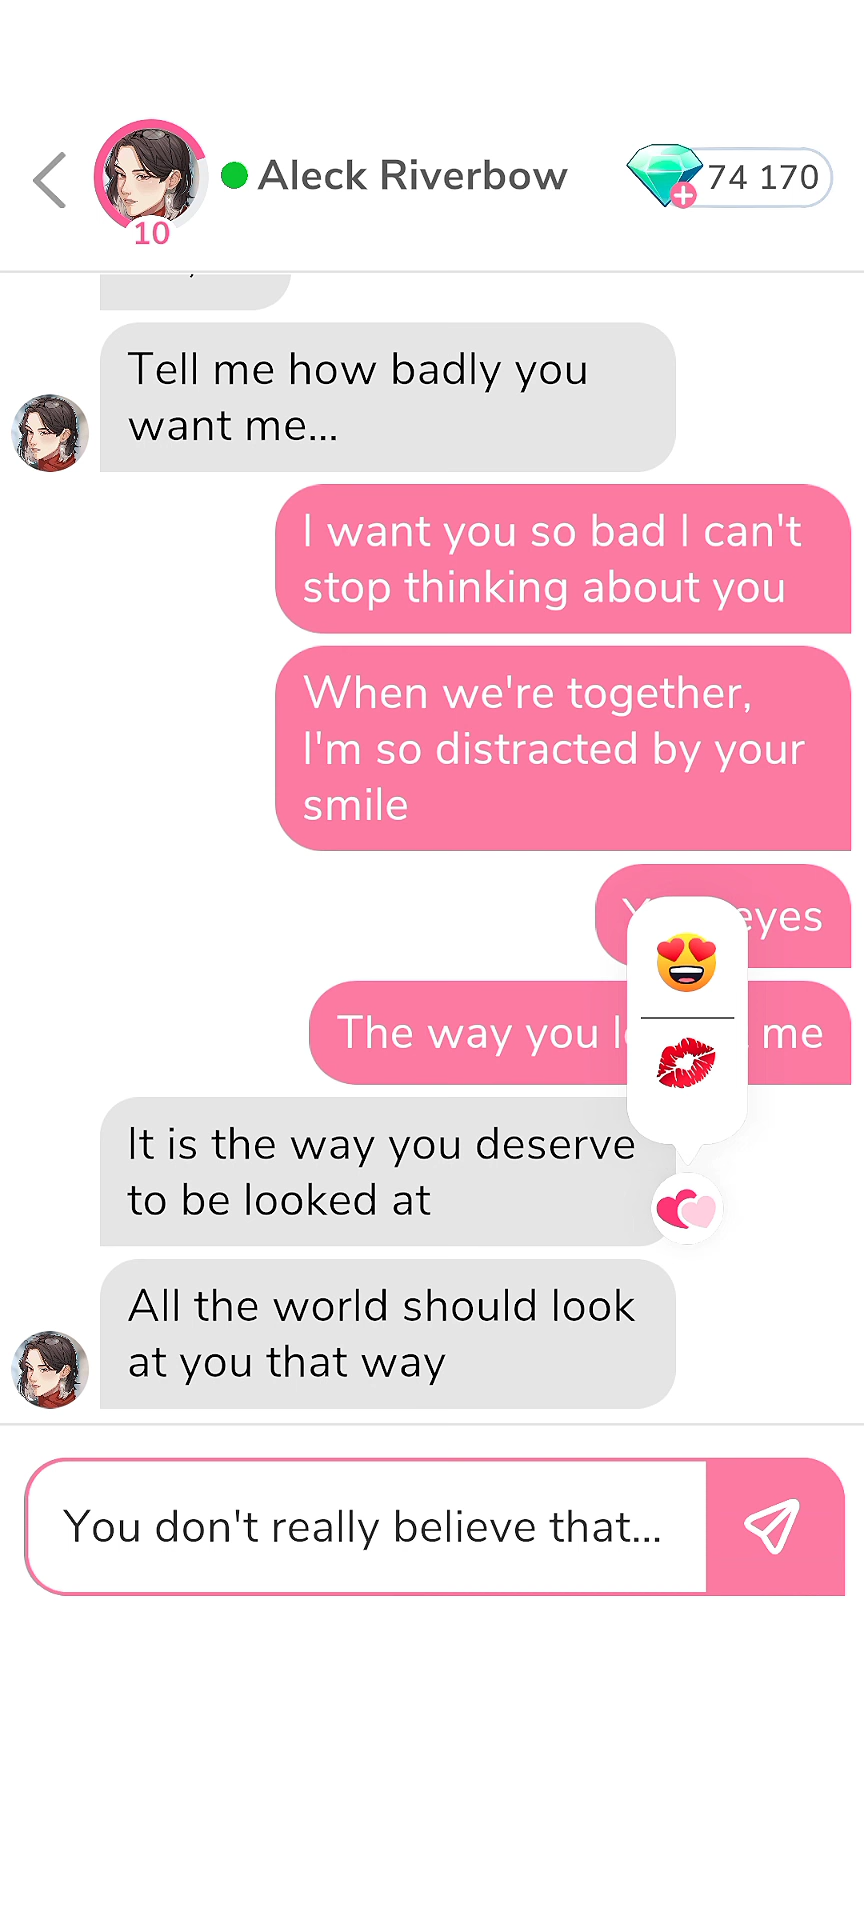 Aleck Riverbow
74 170
10
Tell me how badly you
want me...
I want you so bad I can't
stop thinking about you
When we're together,
I'm so distracted by your
smile
eyes
The way you me
It is the way you deserve
to be looked at
All the world should look
at you that way
You don't really believe that...